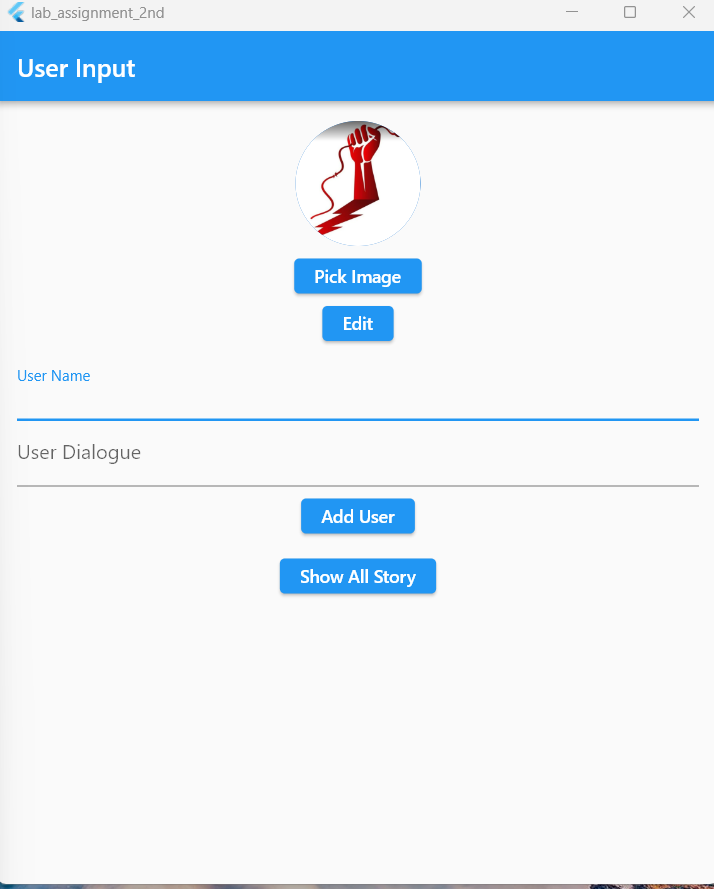 lab_assignment_2nd
User Input
Pick Image
Edit
User Name
User Dialogue
Add User
Show All Story